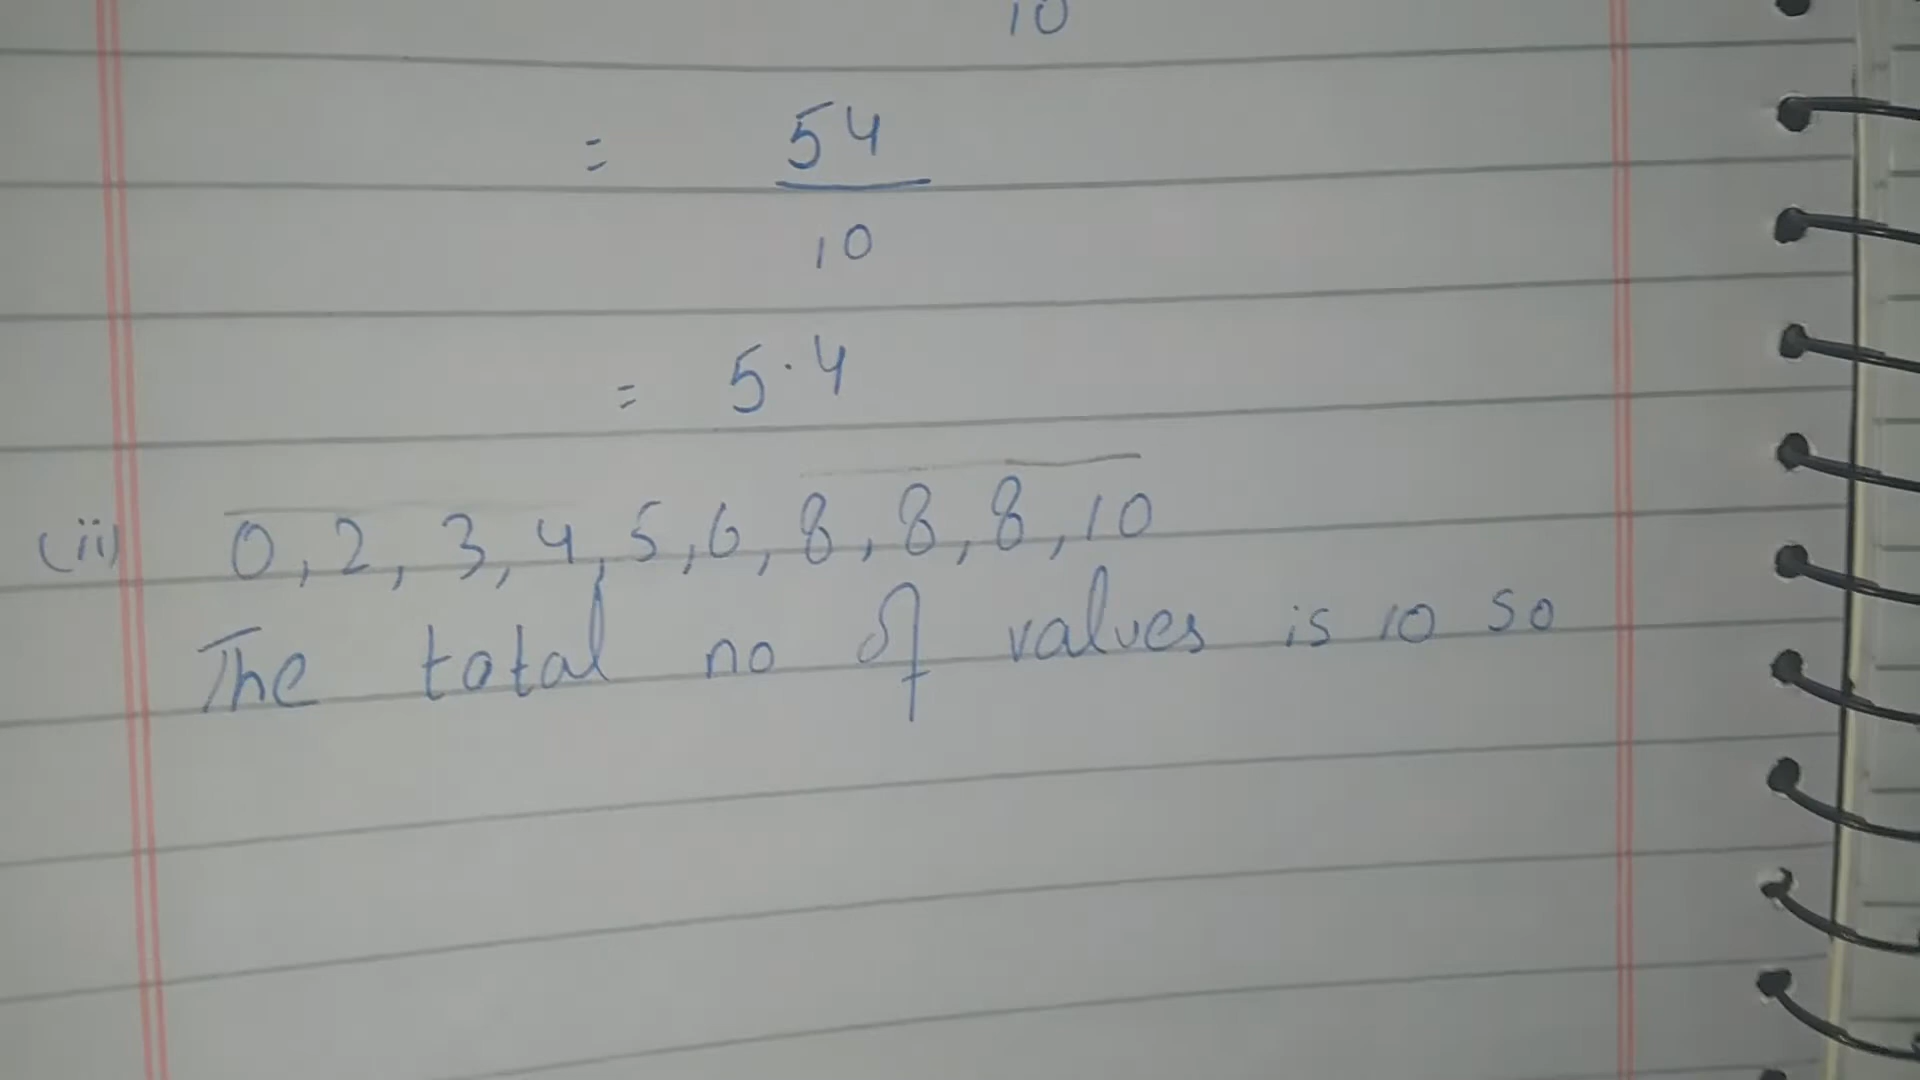 10
= 54
10
= 5.4
(ii) 0, 2, 3, 4, 5, 6, 8, 8, 8, 10
The total no of values is 10 so